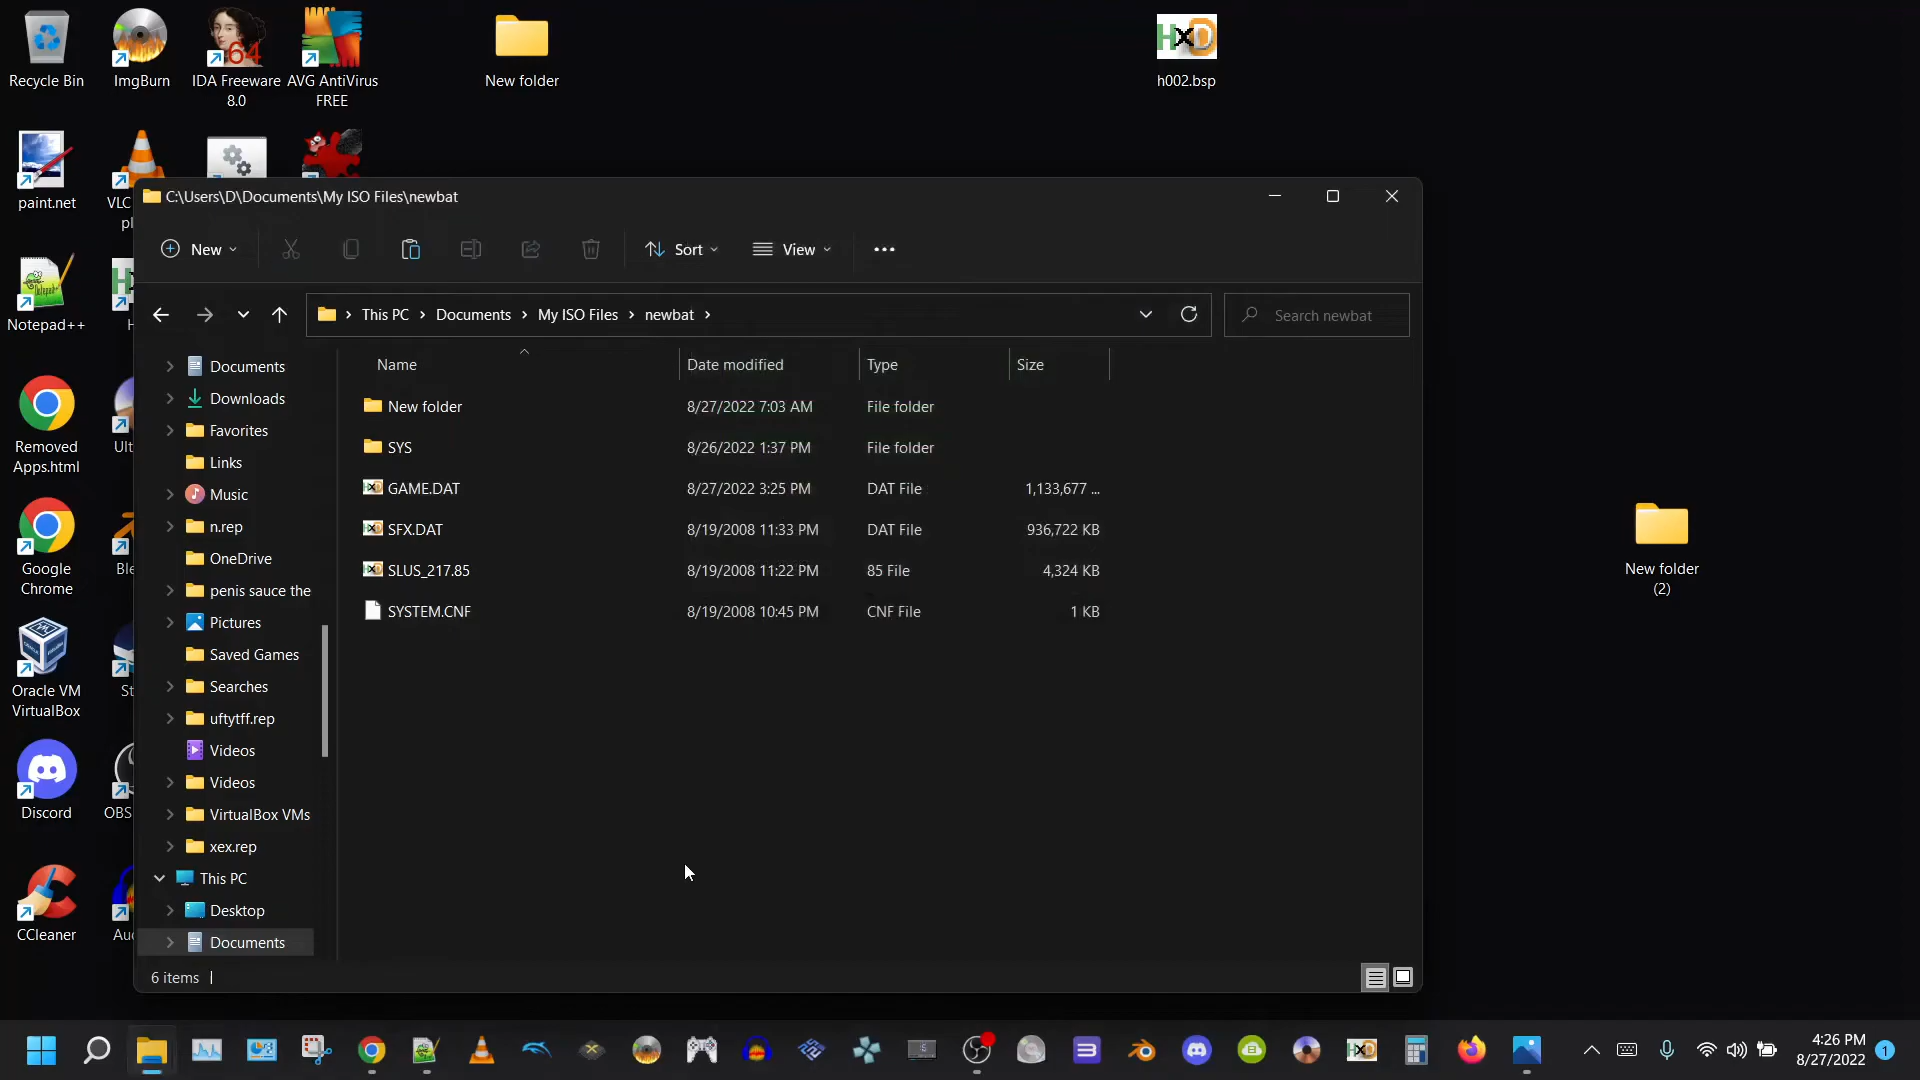 Recycle Bin
ImgBurn
64
IDA Freeware
8.0
AVG AntiVirus
FREE
New folder
HXD
h002.bsp
paint.net
VLC
pl
Notepad++
H
Removed
Apps.html
Ult
Google
Chrome
Ble
Oracle VM
VirtualBox
St
Discord
OBS
CCleaner
Au
New folder
(2)
C:\Users\D\Documents\My ISO Files\newbat
New
Sort
View
This PC
Documents
My ISO Files
newbat
Search newbat
Name
Date modified
Type
Size
New folder 8/27/2022 7:03 AM File folder
SYS 8/26/2022 1:37 PM File folder
GAME.DAT 8/27/2022 3:25 PM DAT File 1,133,677 ...
SFX.DAT 8/19/2008 11:33 PM DAT File 936,722 KB
SLUS_217.85 8/19/2008 11:22 PM 85 File 4,324 KB
SYSTEM.CNF 8/19/2008 10:45 PM CNF File 1 KB
Documents
Downloads
Favorites
Links
Music
n.rep
OneDrive
penis sauce the
Pictures
Saved Games
Searches
uftytff.rep
Videos
Videos
VirtualBox VMs
xex.rep
This PC
Desktop
Documents
6 items
4:26 PM
8/27/2022
1